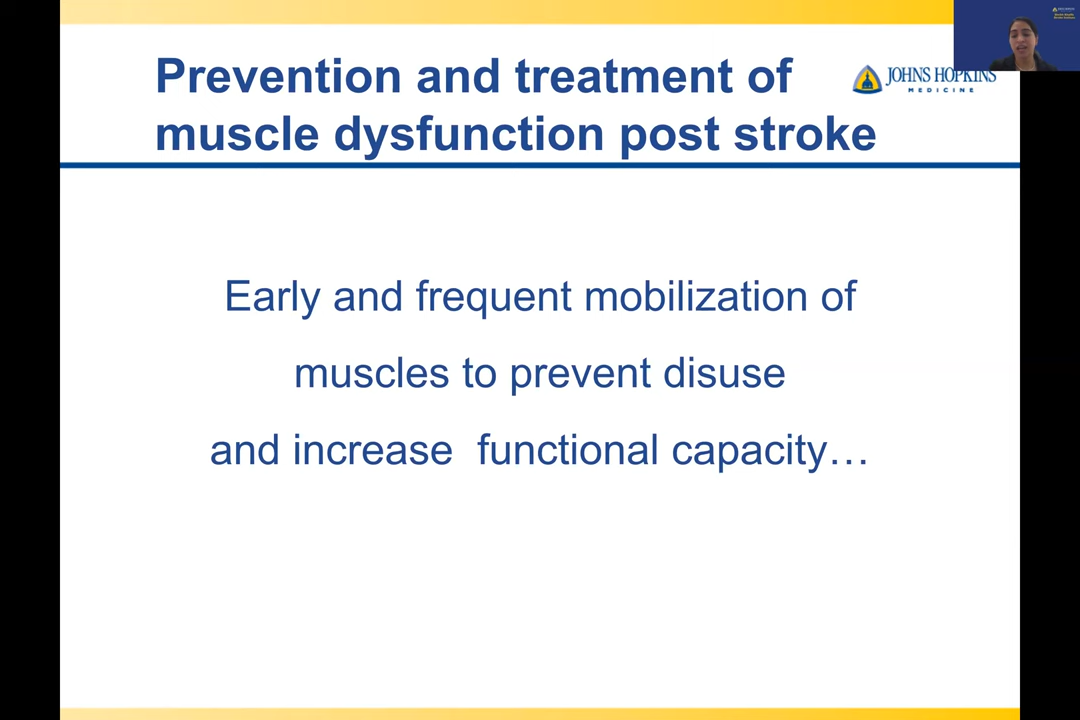 Prevention and treatment of
muscle dysfunction post stroke
JOHNS HOPKINS
MEDICINE
Early and frequent mobilization of
muscles to prevent disuse
and increase  functional capacity…